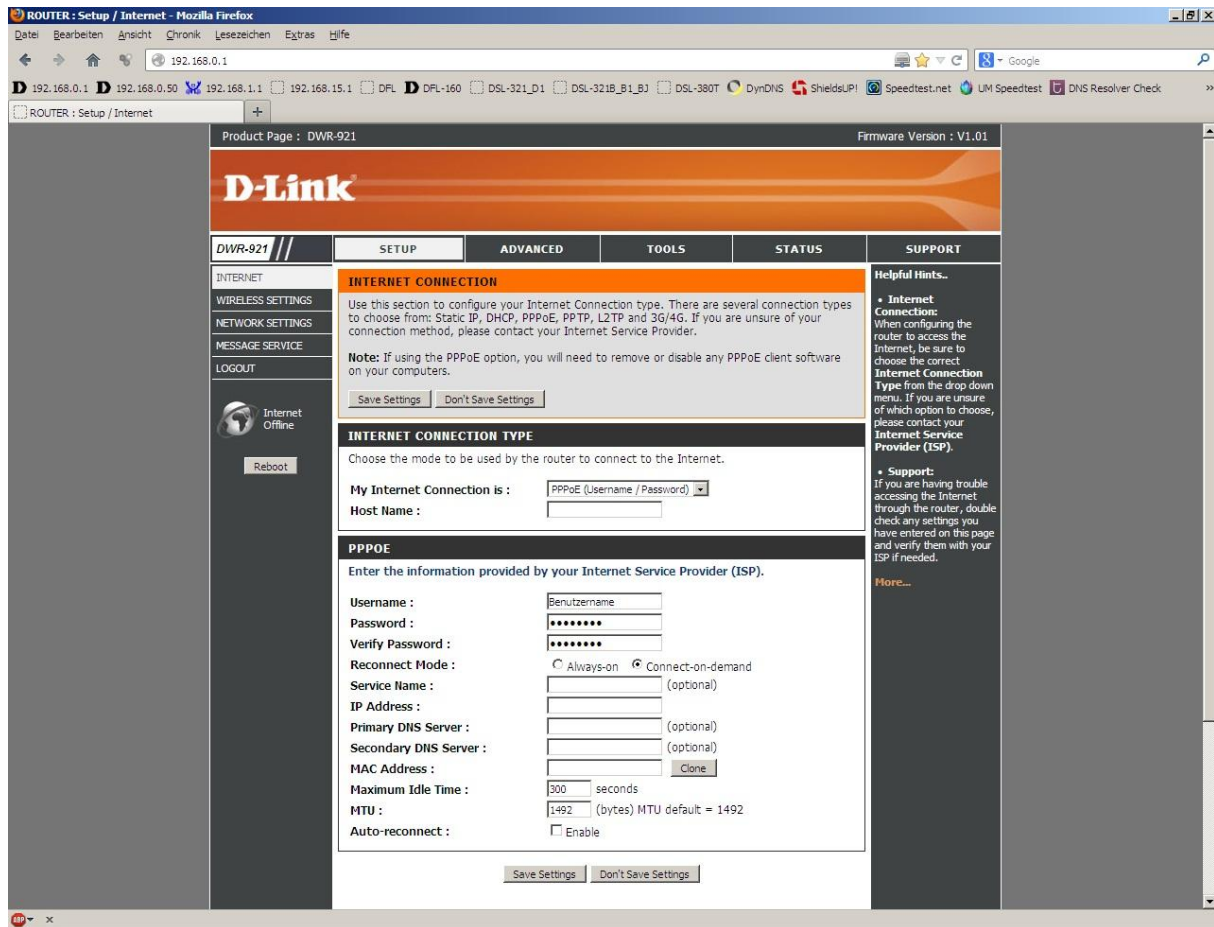 ROUTER : Setup / Internet - Mozilla Firefox
Datei Bearbeiten Ansicht Chronik Lesezeichen Extras Hilfe
192.168.0.1
Google
192.168.0.1 192.168.0.50 192.168.1.1 192.168.15.1 DFL DFL-160 DSL-321_D1 DSL-321B_B1_BJ DSL-380T DynDNS ShieldsUP! Speedtest.net UM Speedtest DNS Resolver Check »
ROUTER : Setup / Internet +
Product Page : DWR-921 Firmware Version : V1.01
D-Link
DWR-921 SETUP ADVANCED TOOLS STATUS SUPPORT
INTERNET
WIRELESS SETTINGS
NETWORK SETTINGS
MESSAGE SERVICE
LOGOUT
Internet
Offline
Reboot
INTERNET CONNECTION
Use this section to configure your Internet Connection type. There are several connection types
to choose from: Static IP, DHCP, PPPoE, PPTP, L2TP and 3G/4G. If you are unsure of your
connection method, please contact your Internet Service Provider.
Note: If using the PPPoE option, you will need to remove or disable any PPPoE client software
on your computers.
Save Settings Don't Save Settings
INTERNET CONNECTION TYPE
Choose the mode to be used by the router to connect to the Internet.
My Internet Connection is : PPPoE (Username / Password)
Host Name :
PPPOE
Enter the information provided by your Internet Service Provider (ISP).
Username : Benutzername
Password : ••••••••
Verify Password : ••••••••
Reconnect Mode : Always-on Connect-on-demand
Service Name : (optional)
IP Address :
Primary DNS Server : (optional)
Secondary DNS Server : (optional)
MAC Address : Clone
Maximum Idle Time : 300 seconds
MTU : 1492 (bytes) MTU default = 1492
Auto-reconnect : Enable
Save Settings Don't Save Settings
Helpful Hints..
• Internet
Connection:
When configuring the
router to access the
Internet, be sure to
choose the correct
Internet Connection
Type from the drop down
menu. If you are unsure
of which option to choose,
please contact your
Internet Service
Provider (ISP).
• Support:
If you are having trouble
accessing the Internet
through the router, double
check any settings you
have entered on this page
and verify them with your
ISP if needed.
More...
ABP x